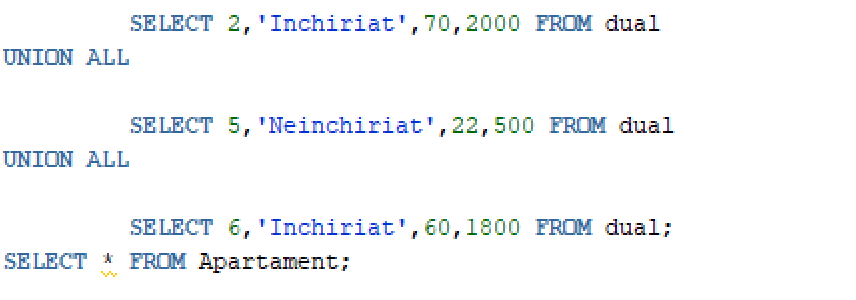 SELECT 2,'Inchiriat',70,2000 FROM dual
UNION ALL
SELECT 5,'Neinchiriat',22,500 FROM dual
UNION ALL
SELECT 6,'Inchiriat',60,1800 FROM dual;
SELECT * FROM Apartament;